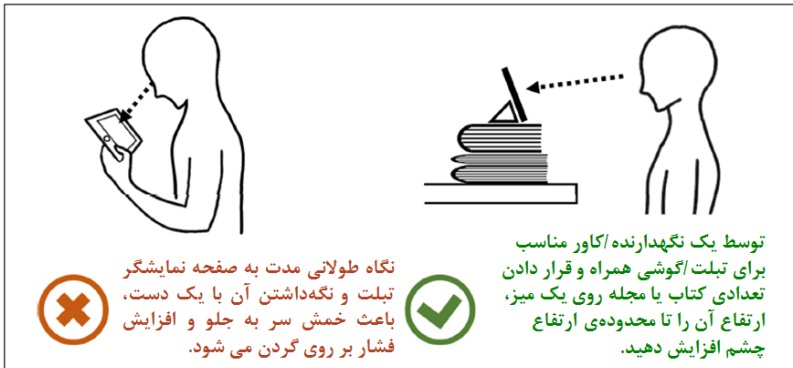 توسط یک نگهدارنده/کاور مناسب
برای تبلت/گوشی همراه و قرار دادن
تعدادی کتاب یا مجله روی یک میز،
ارتفاع آن را تا محدوده‌ی ارتفاع
چشم افزایش دهید.
نگاه طولانی مدت به صفحه نمایشگر
تبلت و نگه‌داشتن آن با یک دست،
باعث خمش سر به جلو و افزایش
فشار بر روی گردن می شود.